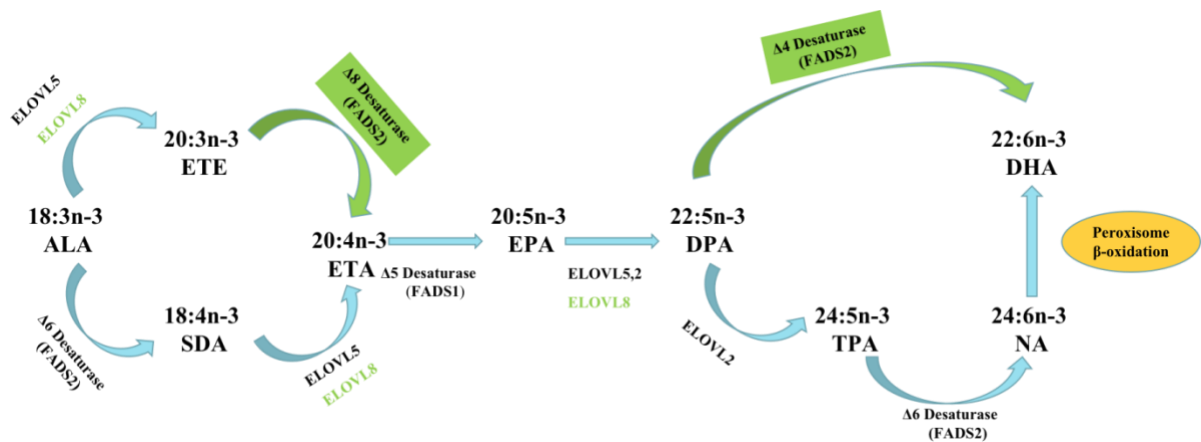 ELOVL5
ELOVL8
20:3n-3
ETE
Δ8 Desaturase
(FADS2)
18:3n-3
ALA
Δ6 Desaturase
(FADS2)
18:4n-3
SDA
ELOVL5
ELOVL8
20:4n-3
ETA
Δ5 Desaturase
(FADS1)
20:5n-3
EPA
ELOVL5,2
ELOVL8
22:5n-3
DPA
Δ4 Desaturase
(FADS2)
ELOVL2
24:5n-3
TPA
Δ6 Desaturase
(FADS2)
24:6n-3
NA
Peroxisome
β-oxidation
22:6n-3
DHA